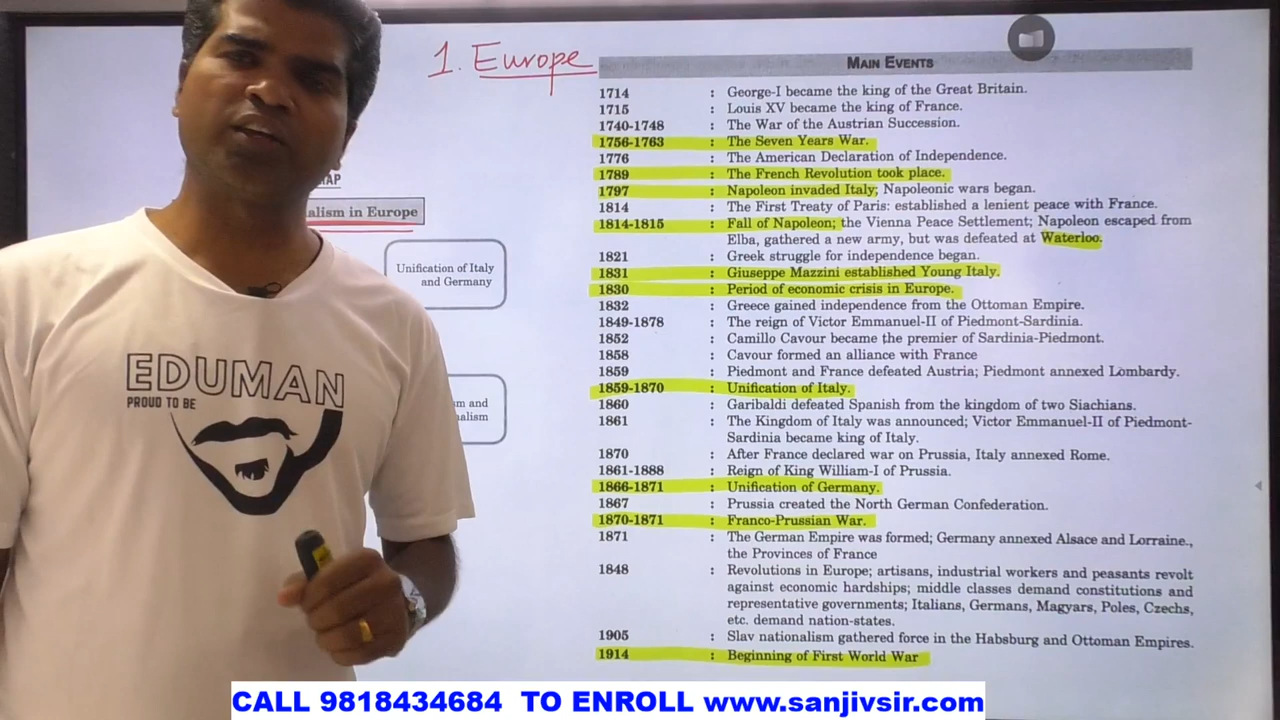 1. Europe
MAIN EVENTS
1714 : George-I became the king of the Great Britain.
1715 : Louis XV became the king of France.
1740-1748 : The War of the Austrian Succession.
1756-1763 : The Seven Years War.
1776 : The American Declaration of Independence.
1789 : The French Revolution took place.
1797 : Napoleon invaded Italy; Napoleonic wars began.
1814 : The First Treaty of Paris: established a lenient peace with France.
1814-1815 : Fall of Napoleon; the Vienna Peace Settlement; Napoleon escaped from
Elba, gathered a new army, but was defeated at Waterloo.
1821 : Greek struggle for independence began.
1831 : Giuseppe Mazzini established Young Italy.
1830 : Period of economic crisis in Europe.
1832 : Greece gained independence from the Ottoman Empire.
1849-1878 : The reign of Victor Emmanuel-II of Piedmont-Sardinia.
1852 : Camillo Cavour became the premier of Sardinia-Piedmont.
1858 : Cavour formed an alliance with France
1859 : Piedmont and France defeated Austria; Piedmont annexed Lombardy.
1859-1870 : Unification of Italy.
1860 : Garibaldi defeated Spanish from the kingdom of two Siachians.
1861 : The Kingdom of Italy was announced; Victor Emmanuel-II of Piedmont-
Sardinia became king of Italy.
1870 : After France declared war on Prussia, Italy annexed Rome.
1861-1888 : Reign of King William-I of Prussia.
1866-1871 : Unification of Germany.
1867 : Prussia created the North German Confederation.
1870-1871 : Franco-Prussian War.
1871 : The German Empire was formed; Germany annexed Alsace and Lorraine.,
the Provinces of France
1848 : Revolutions in Europe; artisans, industrial workers and peasants revolt
against economic hardships; middle classes demand constitutions and
representative governments; Italians, Germans, Magyars, Poles, Czechs,
etc. demand nation-states.
1905 : Slav nationalism gathered force in the Habsburg and Ottoman Empires.
1914 : Beginning of First World War
AP
alism in Europe
Unification of Italy
and Germany
m and
alism
EDUMAN
PROUD TO BE
CALL 9818434684 TO ENROLL www.sanjivsir.com